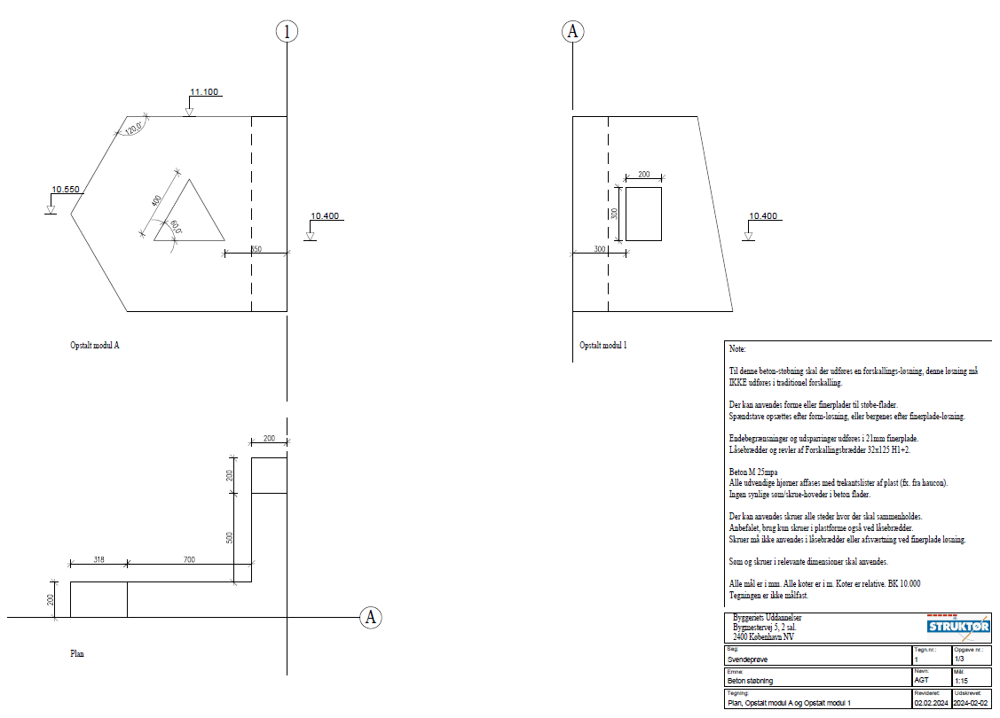 1
A
11.100
120,0°
10.550
400
60,0°
10.400
350
200
300
10.400
300
Opstalt modul A
Opstalt modul 1
200
200
500
318
700
200
A
Plan
Note:
Til denne beton-støbning skal der udføres en forskallings-løsning, denne løsning må
IKKE udføres i traditionel forskalling.
Der kan anvendes forme eller finerplader til støbe-flader.
Spændstave opsættes efter form-løsning, eller bergenes efter finerplade-løsning.
Endebegrænsninger og udsparringer udføres i 21mm finerplade.
Låsebrædder og revler af Forskallingsbrædder 32x125 H1+2.
Beton M 25mpa
Alle udvendige hjørner affases med trekantslister af plast (fx. fra haucon).
Ingen synlige søm/skrue-hoveder i beton flader.
Der kan anvendes skruer alle steder hvor der skal sammenholdes.
Anbefalet, brug kun skruer i plastforme også ved låsebrædder.
Skruer må ikke anvendes i låsebrædder eller afsværtning ved finerplade løsning.
Søm og skruer i relevante dimensioner skal anvendes.
Alle mål er i mm. Alle koter er i m. Koter er relative. BK 10.000
Tegningen er ikke målfast.
Byggeriets Uddannelser
Bygmestervej 5, 2 sal.
2400 København NV
STRUKTØR
Sag:
Svendeprøve
Tegn.nr.:
1
Opgave nr.:
1/3
Emne:
Beton støbning
Navn:
AGT
Mål:
1:15
Tegning:
Plan, Opstalt modul A og Opstalt modul 1
Revideret:
02.02.2024
Udskrevet:
2024-02-02